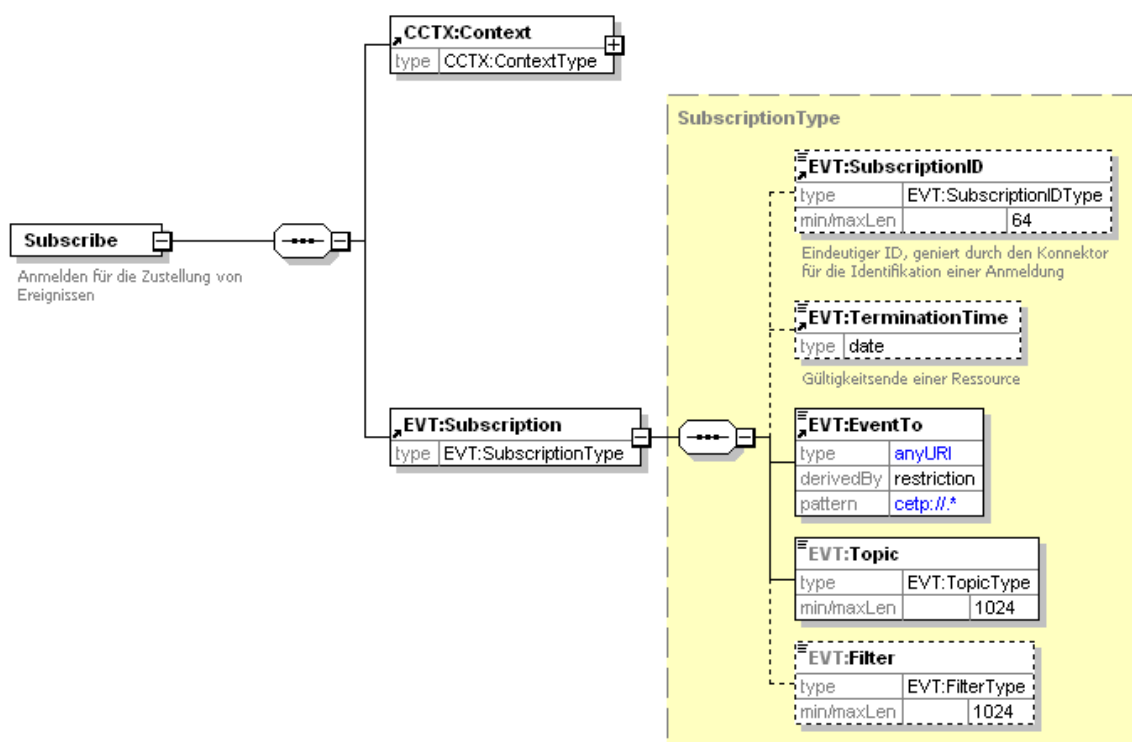 CCTX:Context
type CCTX:ContextType
SubscriptionType
EVT:SubscriptionID
type EVT:SubscriptionIDType
min/maxLen 64
Eindeutiger ID, geniert durch den Konnektor
für die Identifikation einer Anmeldung
Subscribe
Anmelden für die Zustellung von
Ereignissen
EVT:TerminationTime
type date
Gültigkeitsende einer Ressource
EVT:Subscription
type EVT:SubscriptionType
EVT:EventTo
type anyURI
derivedBy restriction
pattern cetp://.*
EVT:Topic
type EVT:TopicType
min/maxLen 1024
EVT:Filter
type EVT:FilterType
min/maxLen 1024